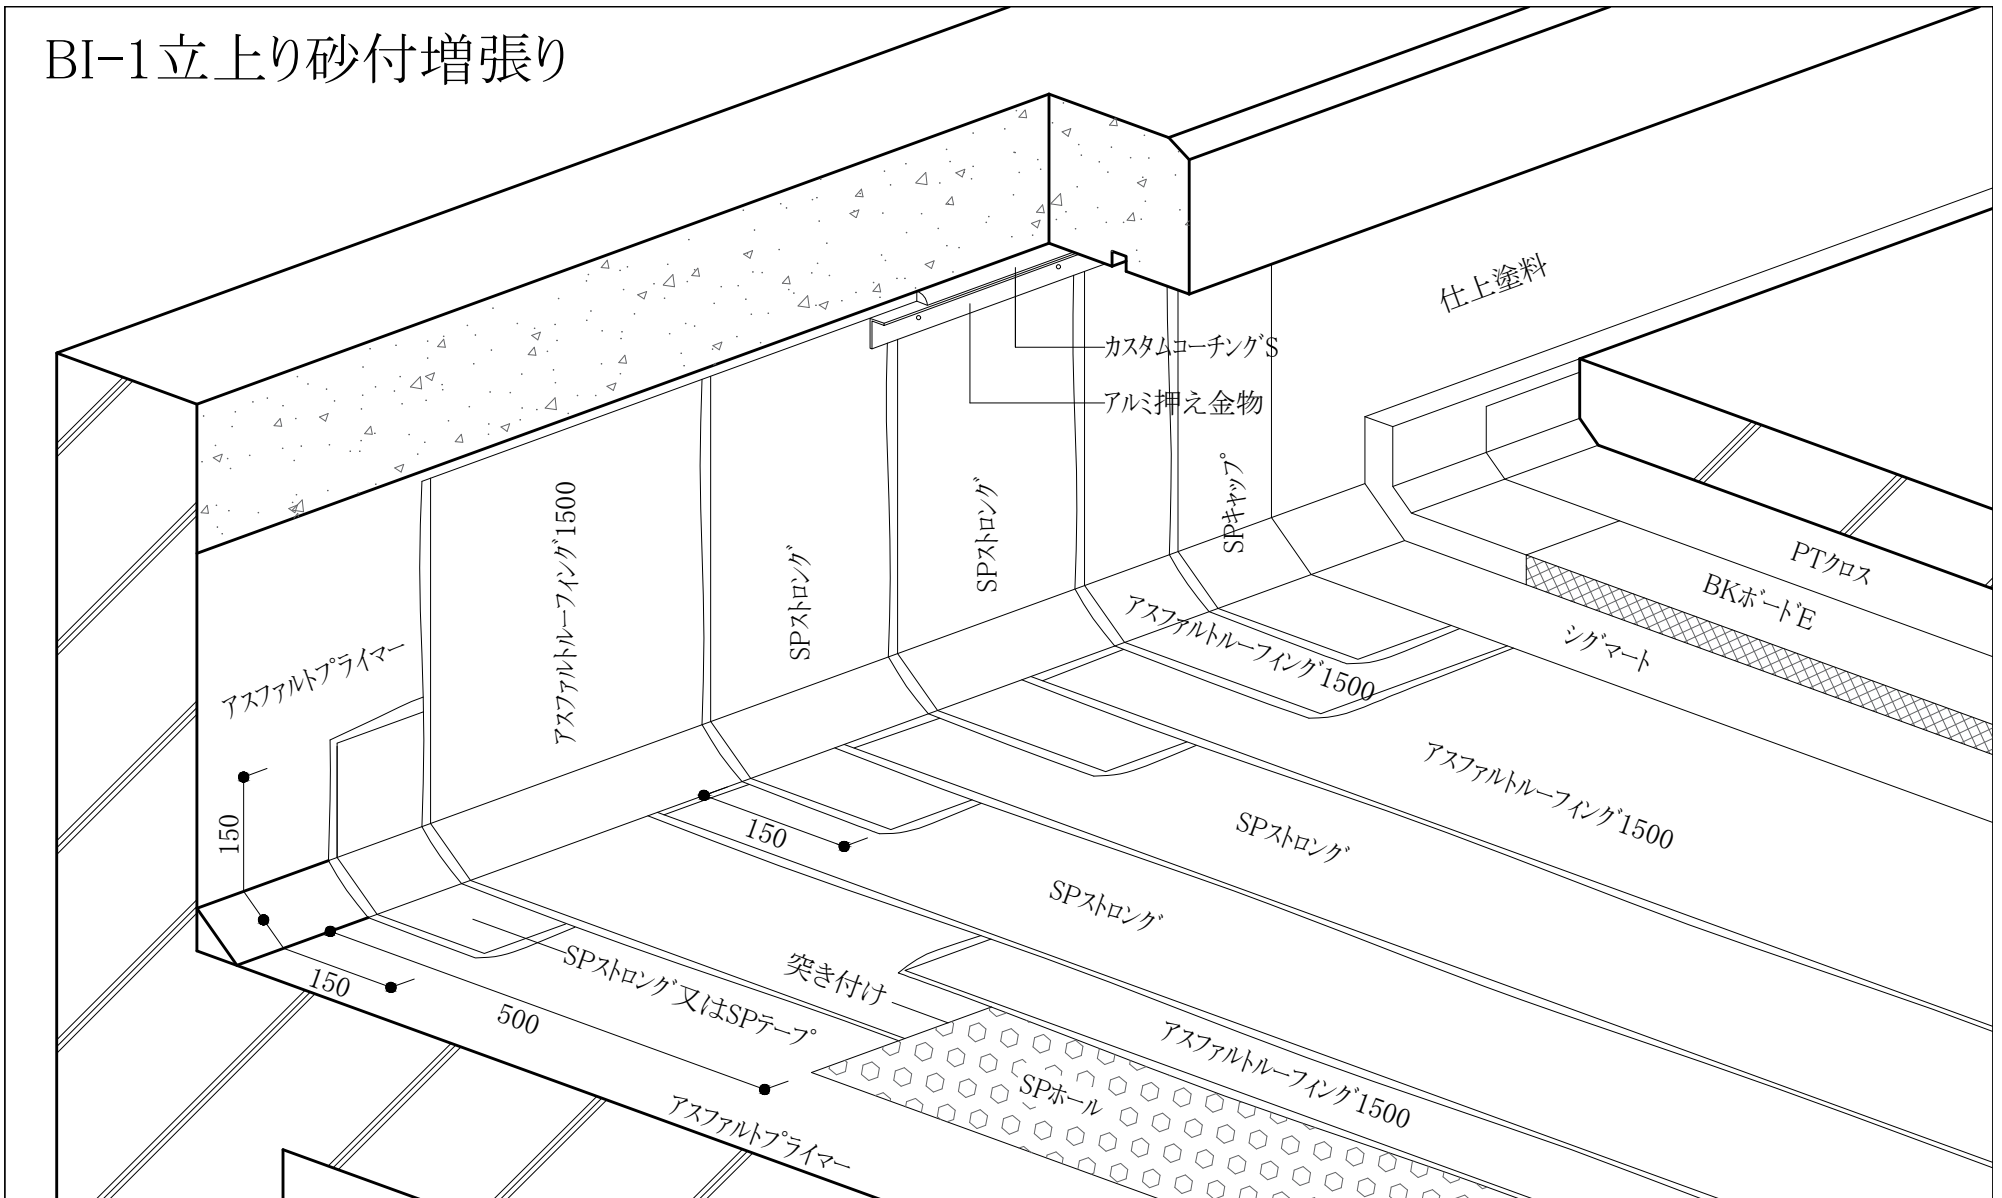 BI-1立上り砂付増張り
仕上塗料
カスタムコーチングS
アルミ押え金物
アスファルトルーフィング1500
SPストロング
SPストロング
SPキャップ
PTクロス
BKボードE
シグマート
アスファルトルーフィング1500
アスファルトプライマー
アスファルトルーフィング1500
150
150
SPストロング
SPストロング
突き付け
SPストロング又はSPテープ
150
500
アスファルトルーフィング1500
SPホール
アスファルトプライマー